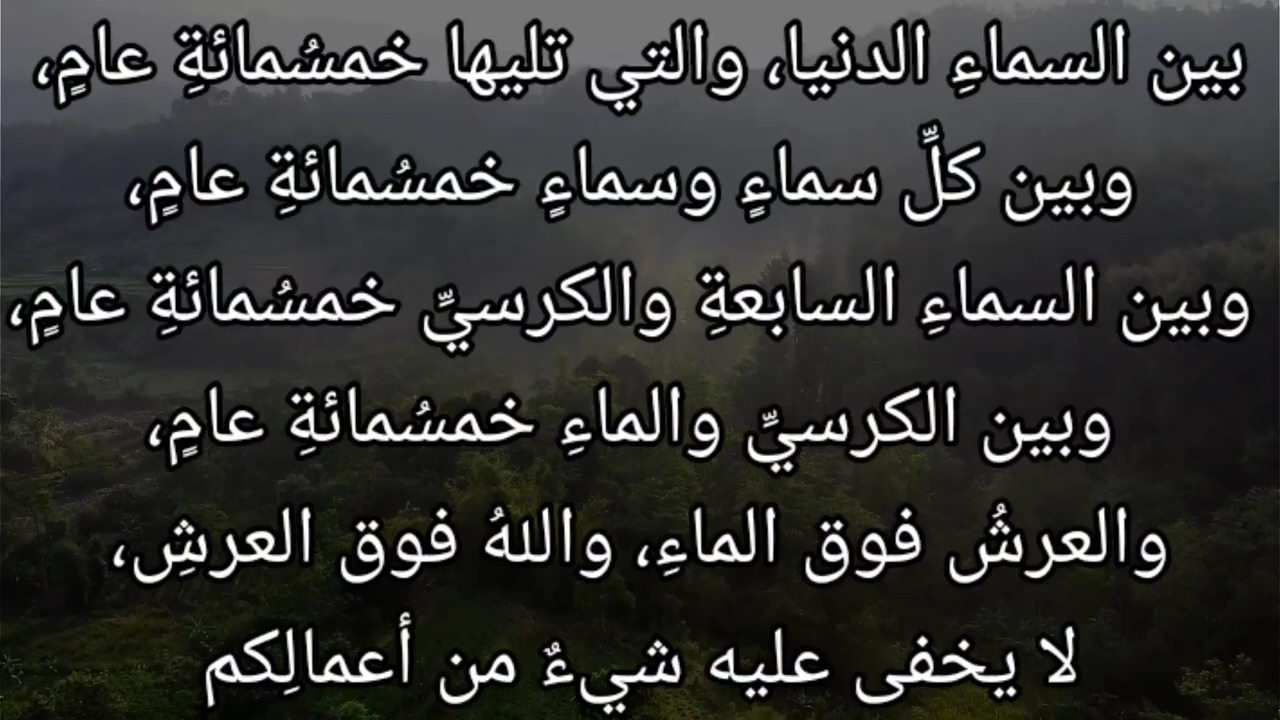 بين السماءِ الدنيا، والتي تليها خمسُمائةِ عامٍ،
وبين كلِّ سماءٍ وسماءٍ خمسُمائةِ عامٍ،
وبين السماءِ السابعةِ والكرسيِّ خمسُمائةِ عامٍ،
وبين الكرسيِّ والماءِ خمسُمائةِ عامٍ،
والعرشُ فوق الماءِ، واللهُ فوق العرشِ،
لا يخفى عليه شيءٌ من أعمالِكم